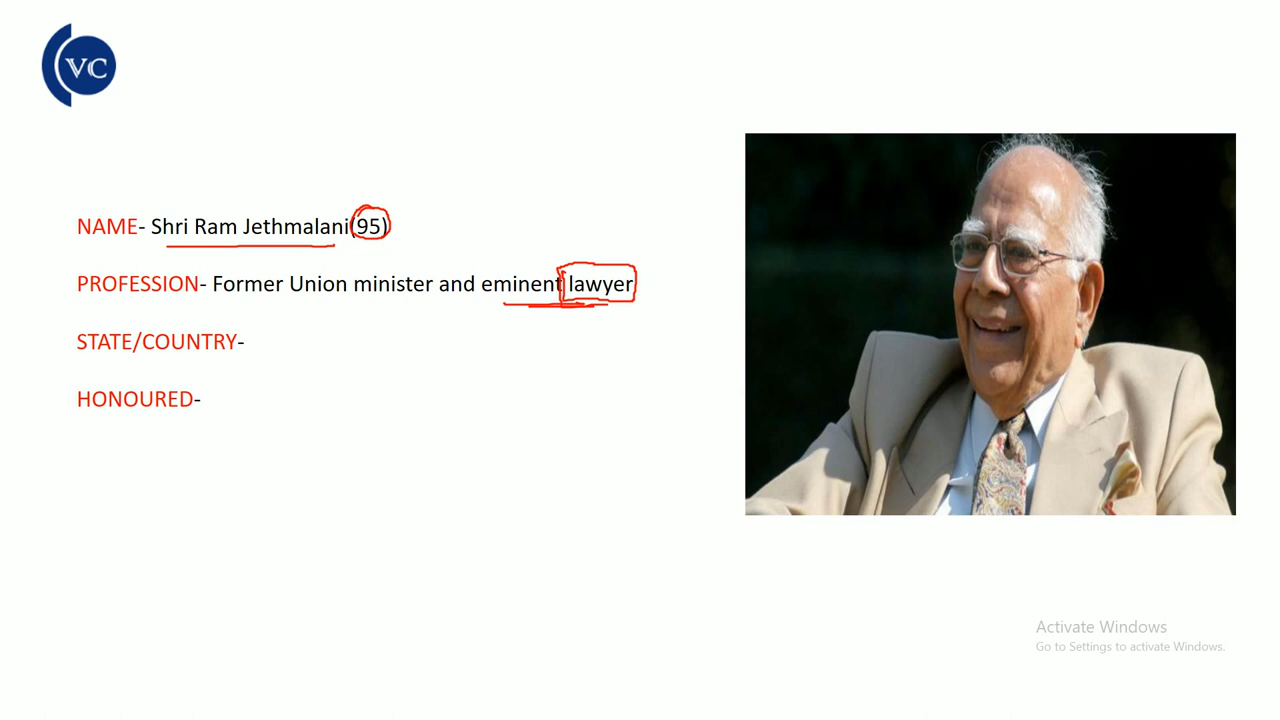 VC
NAME- Shri Ram Jethmalani(95)
PROFESSION- Former Union minister and eminent lawyer
STATE/COUNTRY-
HONOURED-
Activate Windows
Go to Settings to activate Windows.